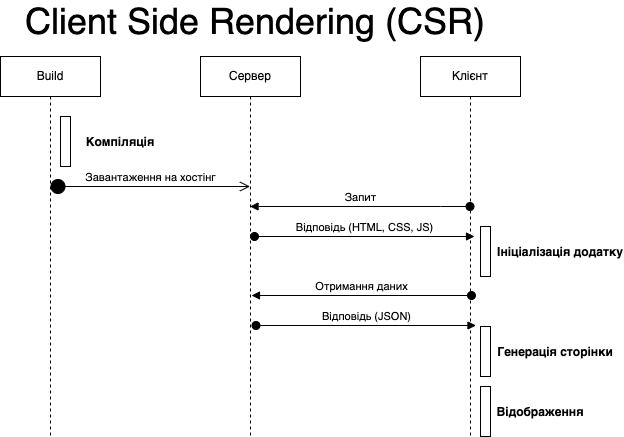 Client Side Rendering (CSR)
Build
Сервер
Клієнт
Компіляція
Завантаження на хостінг
Запит
Відповідь (HTML, CSS, JS)
Ініціалізація додатку
Отримання даних
Відповідь (JSON)
Генерація сторінки
Відображення